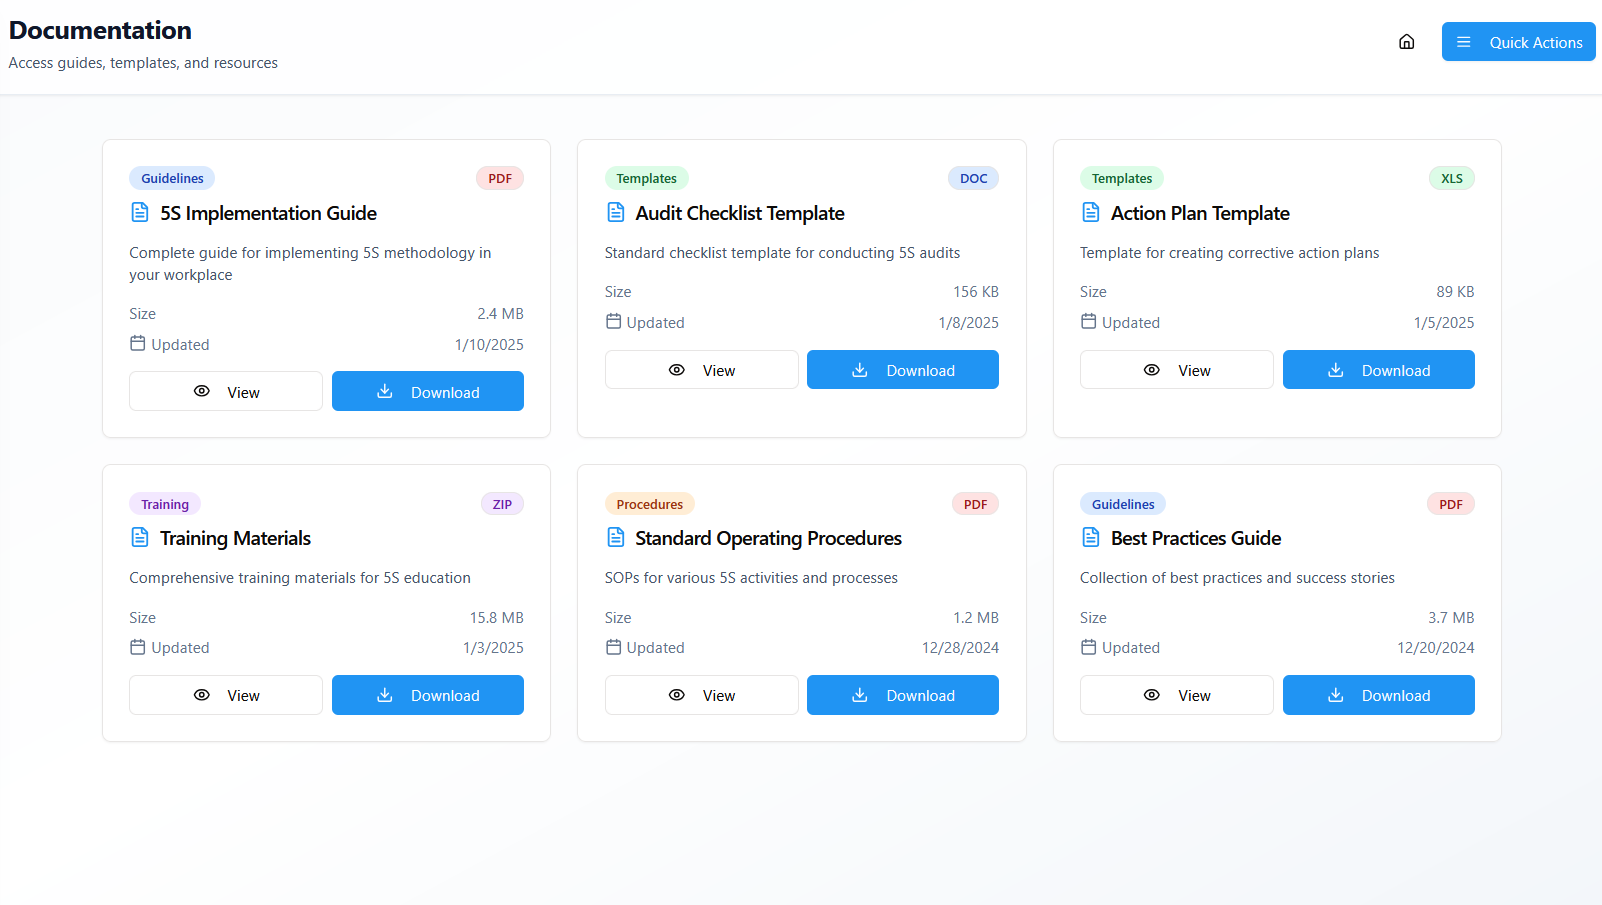 Documentation
Access guides, templates, and resources
Quick Actions
Guidelines
PDF
5S Implementation Guide
Complete guide for implementing 5S methodology in
your workplace
Size
2.4 MB
Updated
1/10/2025
View
Download
Templates
DOC
Audit Checklist Template
Standard checklist template for conducting 5S audits
Size
156 KB
Updated
1/8/2025
View
Download
Templates
XLS
Action Plan Template
Template for creating corrective action plans
Size
89 KB
Updated
1/5/2025
View
Download
Training
ZIP
Training Materials
Comprehensive training materials for 5S education
Size
15.8 MB
Updated
1/3/2025
View
Download
Procedures
PDF
Standard Operating Procedures
SOPs for various 5S activities and processes
Size
1.2 MB
Updated
12/28/2024
View
Download
Guidelines
PDF
Best Practices Guide
Collection of best practices and success stories
Size
3.7 MB
Updated
12/20/2024
View
Download